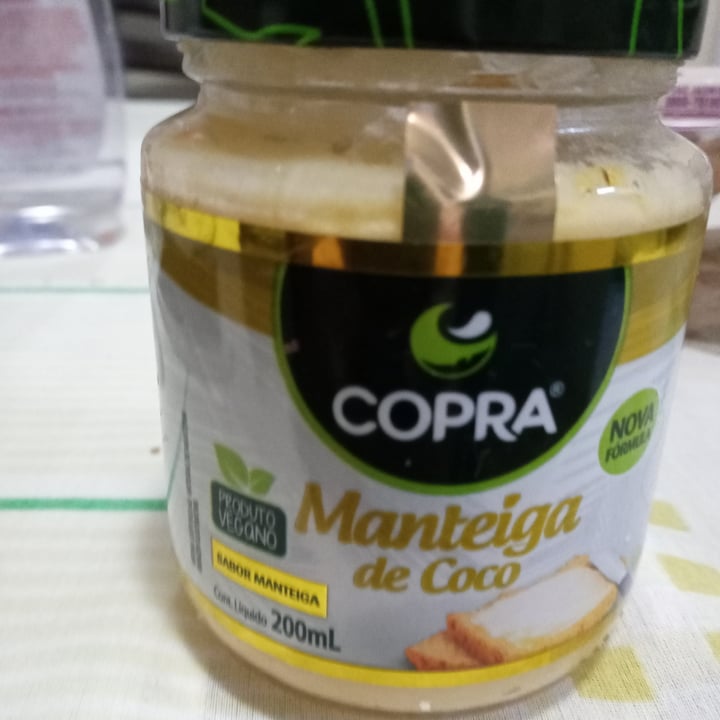 COPRA®
NOVA
FÓRMULA
PRODUTO
VEGANO
Manteiga
de Coco
SABOR MANTEIGA
Cont. Líquido 200mL